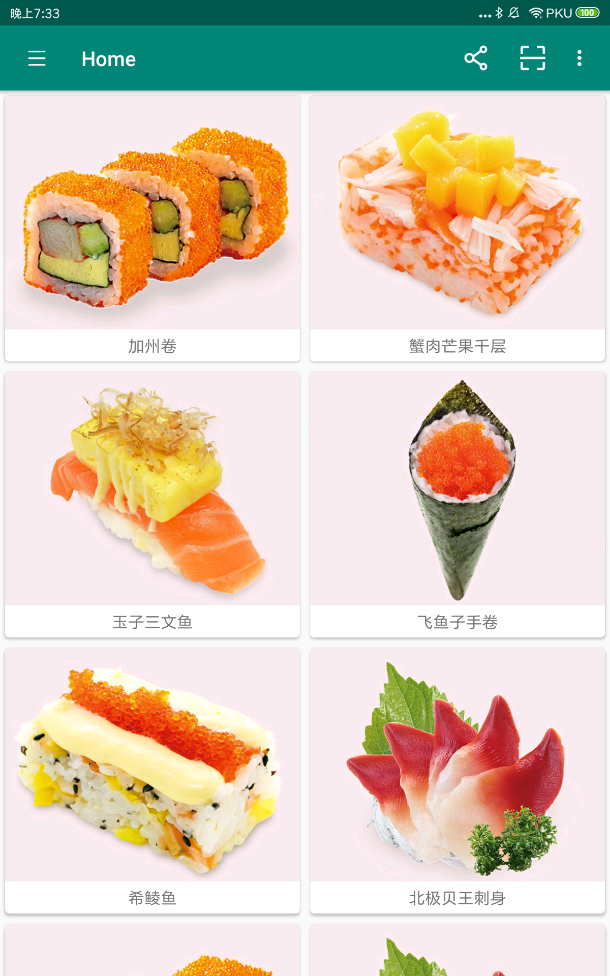 晚上7:33
PKU 100
Home
加州卷
蟹肉芒果千层
玉子三文鱼
飞鱼子手卷
希鲮鱼
北极贝王刺身